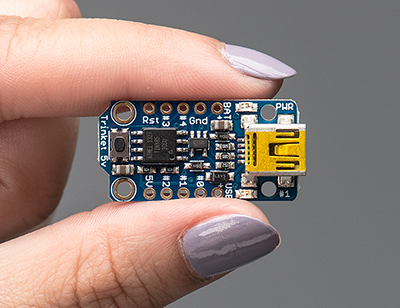 Trinket 5V
Rst #3 #4 Gnd BAT+
PWR
5V #2 #1 #0 USB
#1